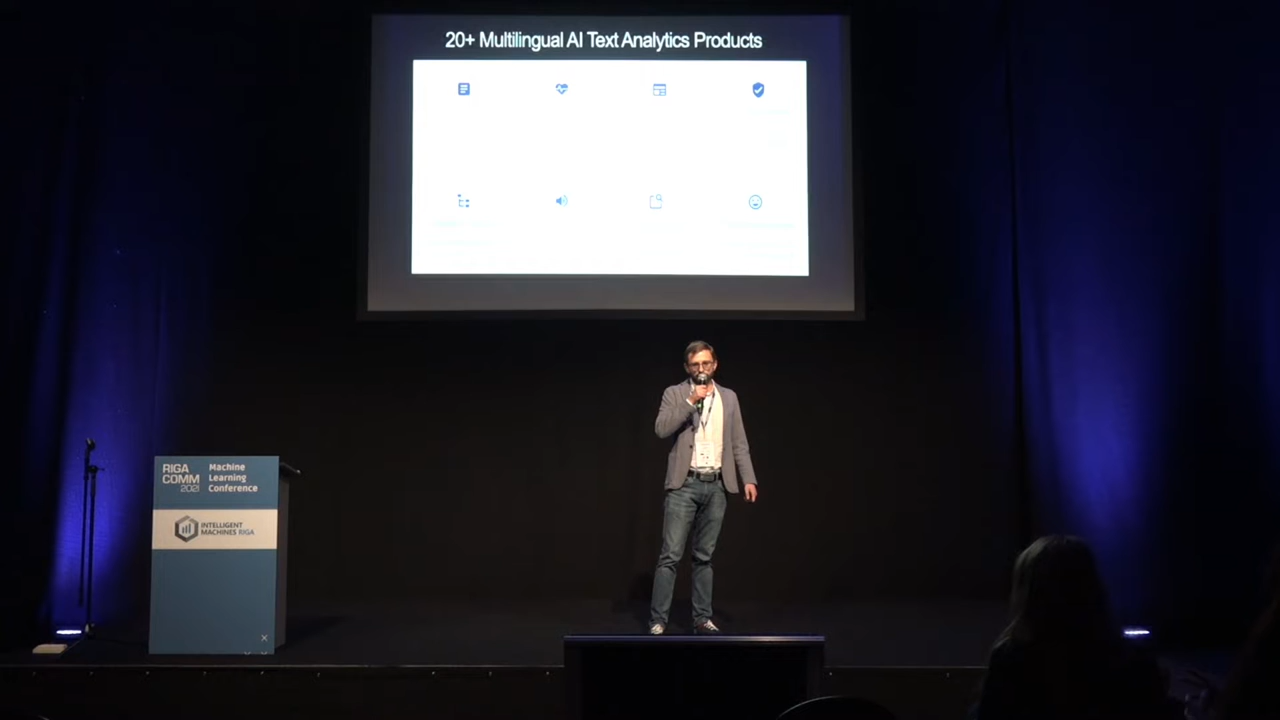 20+ Multilingual AI Text Analytics Products
RIGA
COMM
2021
Machine
Learning
Conference
INTELLIGENT
MACHINES RIGA